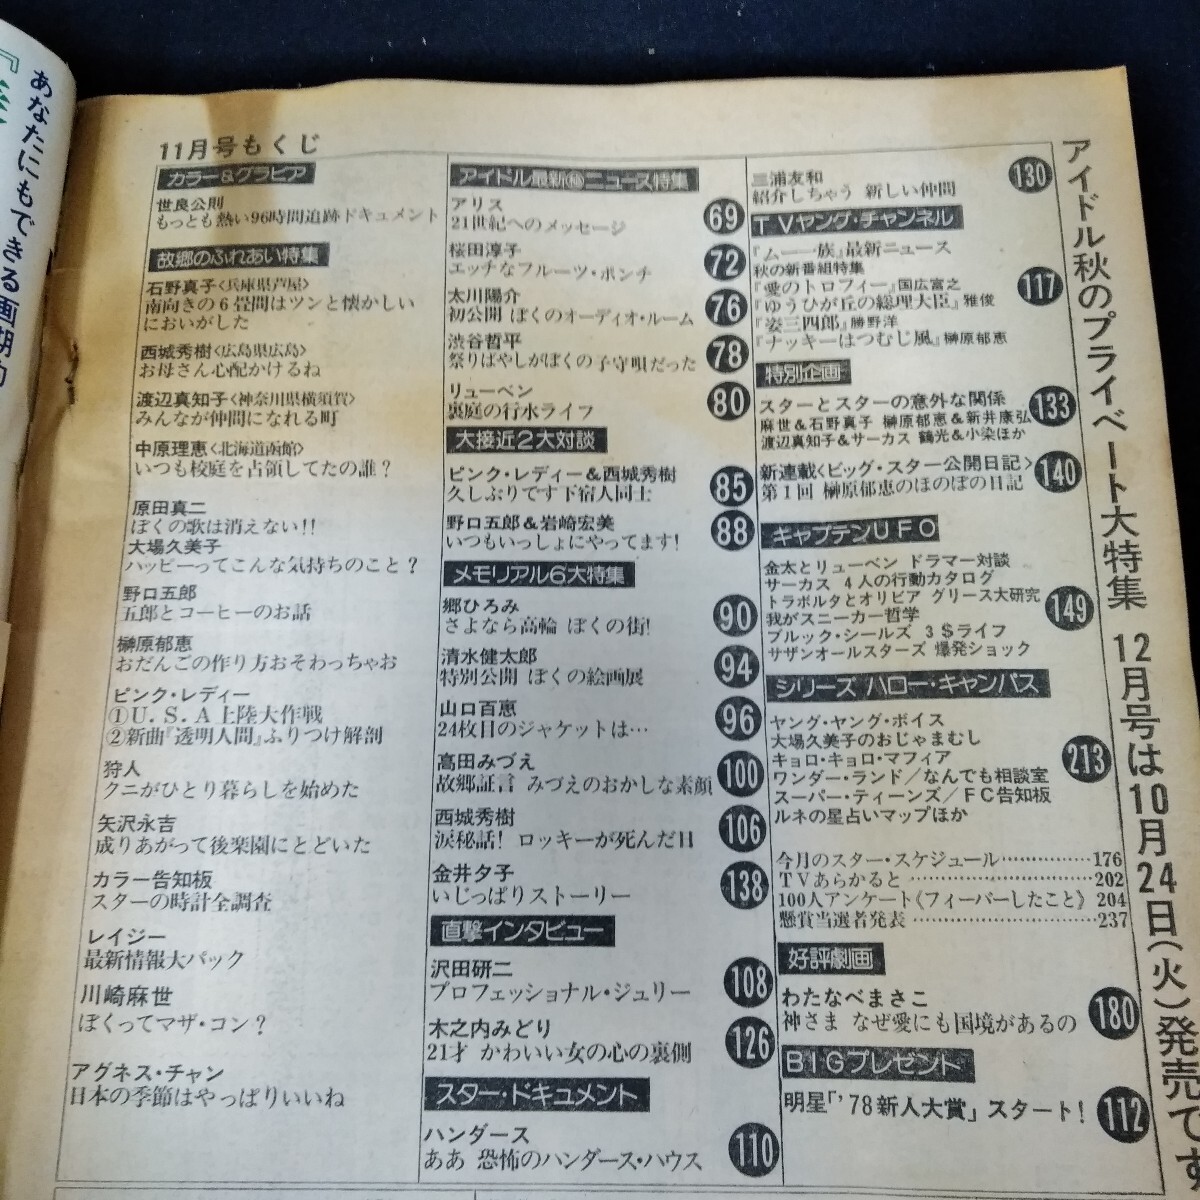 あなたにもできる画期的
11月号もくじ
カラー&グラビア
世良公則
もっとも熱い96時間追跡ドキュメント
故郷のふれあい特集
石野真子〈兵庫県芦屋〉
南向きの6畳間はツンと懐かしい
においがした
西城秀樹〈広島県広島〉
お母さん心配かけるね
渡辺真知子〈神奈川県横須賀〉
みんなが仲間になれる町
中原理恵〈北海道函館〉
いつも校庭を占領してたの誰?
原田真二
ぼくの歌は消えない!!
大場久美子
ハッピーってこんな気持ちのこと?
野口五郎
五郎とコーヒーのお話
榊原郁恵
おだんごの作り方おそわっちゃお
ピンク・レディー
①U.S.A上陸大作戦
②新曲『透明人間』ふりつけ解剖
狩人
クニがひとり暮らしを始めた
矢沢永吉
成りあがって後楽園にとどいた
カラー告知板
スターの時計全調査
レイジー
最新情報大パック
川崎麻世
ぼくってマザ・コン?
アグネス・チャン
日本の季節はやっぱりいいね
アイドル最新㊙ニュース特集
アリス
21世紀へのメッセージ 69
桜田淳子
エッチなフルーツ・ポンチ 72
太川陽介
初公開 ぼくのオーディオ・ルーム 76
渋谷哲平
祭りばやしがぼくの子守唄だった 78
リューベン
裏庭の行水ライフ 80
大接近2大対談
ピンク・レディー&西城秀樹
久しぶりです下宿人同士 85
野口五郎&岩崎宏美
いつもいっしょにやってます! 88
メモリアル6大特集
郷ひろみ
さよなら高輪 ぼくの街! 90
清水健太郎
特別公開 ぼくの絵画展 94
山口百恵
24枚目のジャケットは… 96
高田みづえ
故郷証言 みづえのおかしな素顔 100
西城秀樹
涙秘話! ロッキーが死んだ日 106
金井夕子
いじっぱりストーリー 138
直撃インタビュー
沢田研二
プロフェッショナル・ジュリー 108
木之内みどり
21才 かわいい女の心の裏側 126
スター・ドキュメント
ハンダース
ああ 恐怖のハンダース・ハウス 110
三浦友和
紹介しちゃう 新しい仲間 130
TVヤング・チャンネル
『ムー一族』最新ニュース
秋の新番組特集
『愛のトロフィー』国広富之 117
『ゆうひが丘の総理大臣』雅俊
『姿三四郎』勝野洋
『ナッキーはつむじ風』榊原郁恵
特別企画
スターとスターの意外な関係 133
麻世&石野真子 榊原郁恵&新井康弘
渡辺真知子&サーカス 鶴光&小染ほか
新連載〈ビッグ・スター公開日記〉 140
第1回 榊原郁恵のほのぼの日記
キャプテンUFO
金太とリューベン ドラマー対談
サーカス 4人の行動カタログ
トラボルタとオリビア グリース大研究 149
我がスニーカー哲学
ブルック・シールズ 3$ライフ
サザンオールスターズ 爆発ショック
シリーズ ハロー・キャンパス
ヤング・ヤング・ボイス
大場久美子のおじゃまむし
キョロ・キョロ・マフィア 213
ワンダー・ランド/なんでも相談室
スーパー・ティーンズ/FC告知板
ルネの星占いマップほか
今月のスター・スケジュール……………176
TVあらかると……………………202
100人アンケート《フィーバーしたこと》204
懸賞当選者発表……………………237
好評劇画
わたなべまさこ
神さま なぜ愛にも国境があるの 180
BIGプレゼント
明星「'78新人大賞」スタート! 112
アイドル秋のプライベート大特集 12月号は10月24日(火)発売です